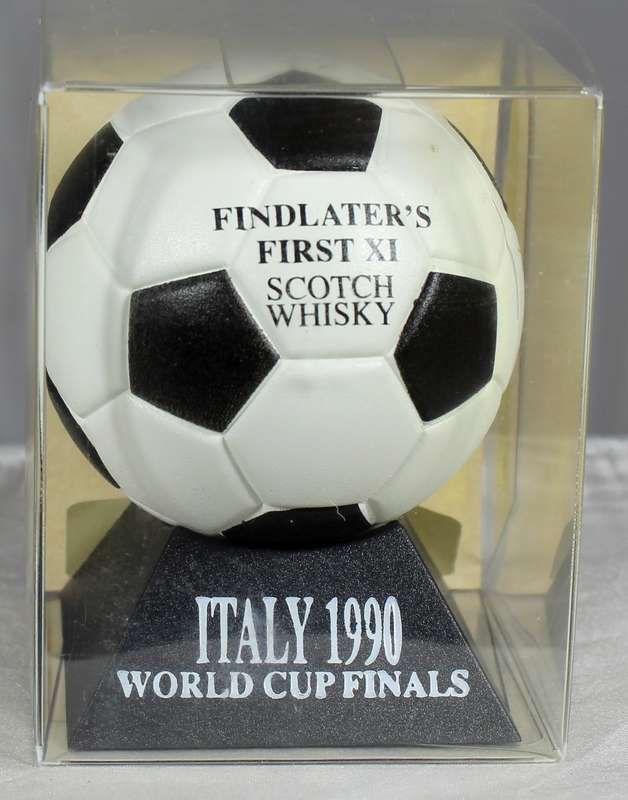 FINDLATER'S
FIRST XI
SCOTCH
WHISKY
ITALY 1990
WORLD CUP FINALS